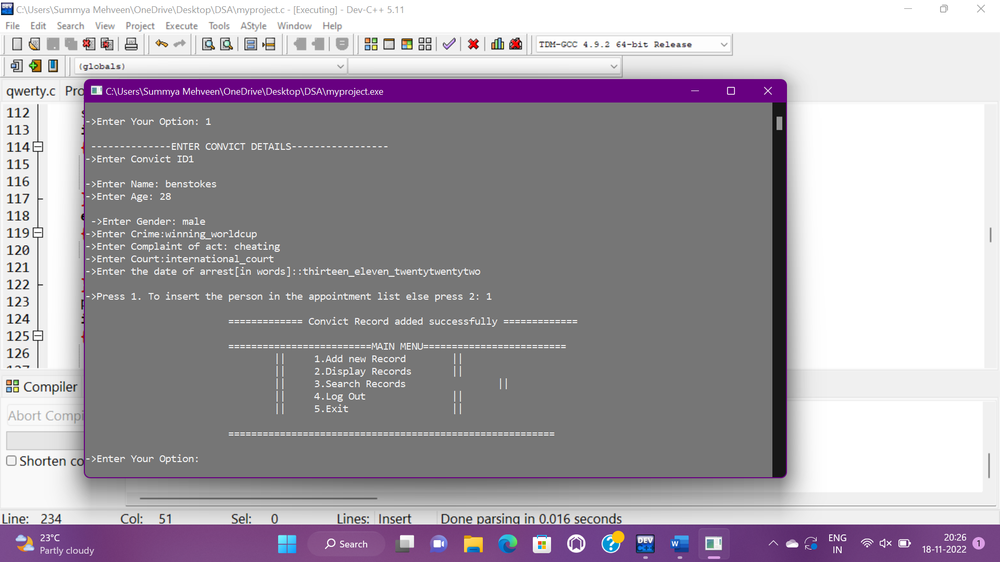 C:\Users\Summya Mehveen\OneDrive\Desktop\DSA\myproject.c - [Executing] - Dev-C++ 5.11
File Edit Search View Project Execute Tools AStyle Window Help
TDM-GCC 4.9.2 64-bit Release
(globals)
qwerty.c Pro
C:\Users\Summya Mehveen\OneDrive\Desktop\DSA\myproject.exe
112
113
114
115
116
117
118
119
120
121
122
123
124
125
126
->Enter Your Option: 1
--------------ENTER CONVICT DETAILS-----------------
->Enter Convict ID1
->Enter Name: benstokes
->Enter Age: 28
->Enter Gender: male
->Enter Crime:winning_worldcup
->Enter Complaint of act: cheating
->Enter Court:international_court
->Enter the date of arrest[in words]::thirteen_eleven_twentytwentytwo
->Press 1. To insert the person in the appointment list else press 2: 1
============= Convict Record added successfully =============
=========================MAIN MENU=========================
|| 1.Add new Record ||
|| 2.Display Records ||
|| 3.Search Records ||
|| 4.Log Out ||
|| 5.Exit ||
=========================================================
->Enter Your Option:
Compiler
Abort Compi
Shorten co
Line: 234 Col: 51 Sel: 0 Lines: Insert Done parsing in 0.016 seconds
23°C
Partly cloudy
Search
DEV
C++
W
ENG
IN
20:26
18-11-2022
1